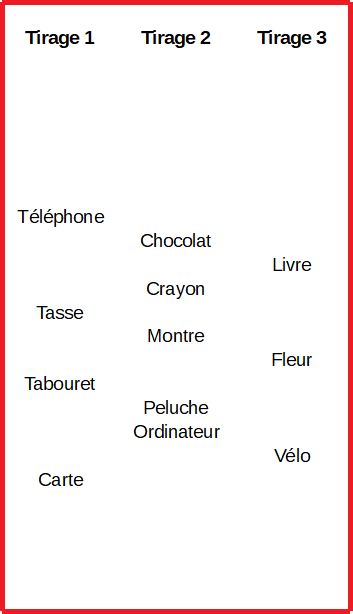 Tirage 1 Tirage 2 Tirage 3
Téléphone
Chocolat
Livre
Crayon
Tasse
Montre
Fleur
Tabouret
Peluche
Ordinateur
Vélo
Carte